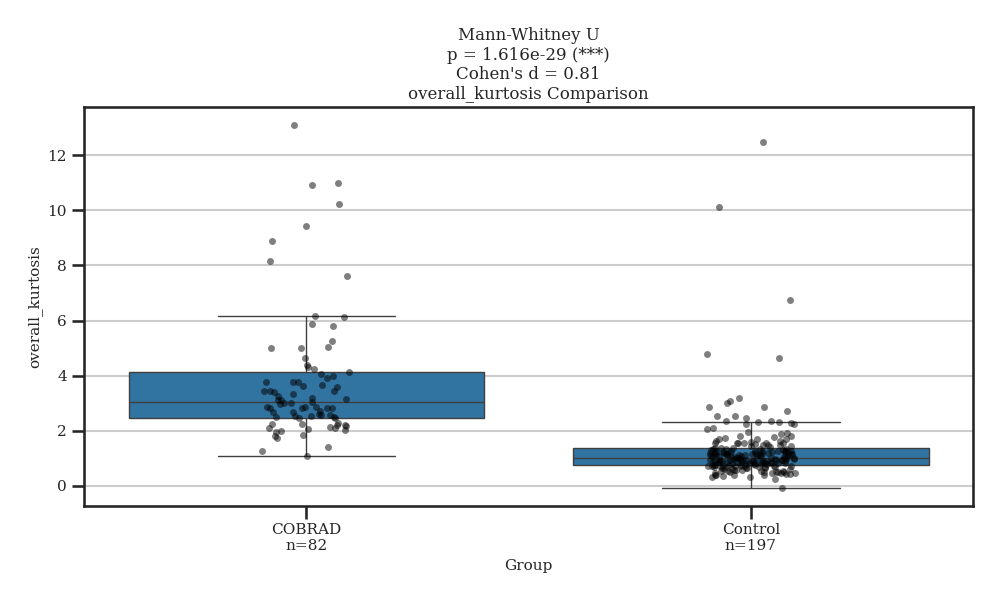 Mann-Whitney U
p = 1.616e-29 (***)
Cohen's d = 0.81
overall_kurtosis Comparison
12
10
8
6
4
2
0
overall_kurtosis
COBRAD
n=82
Control
n=197
Group